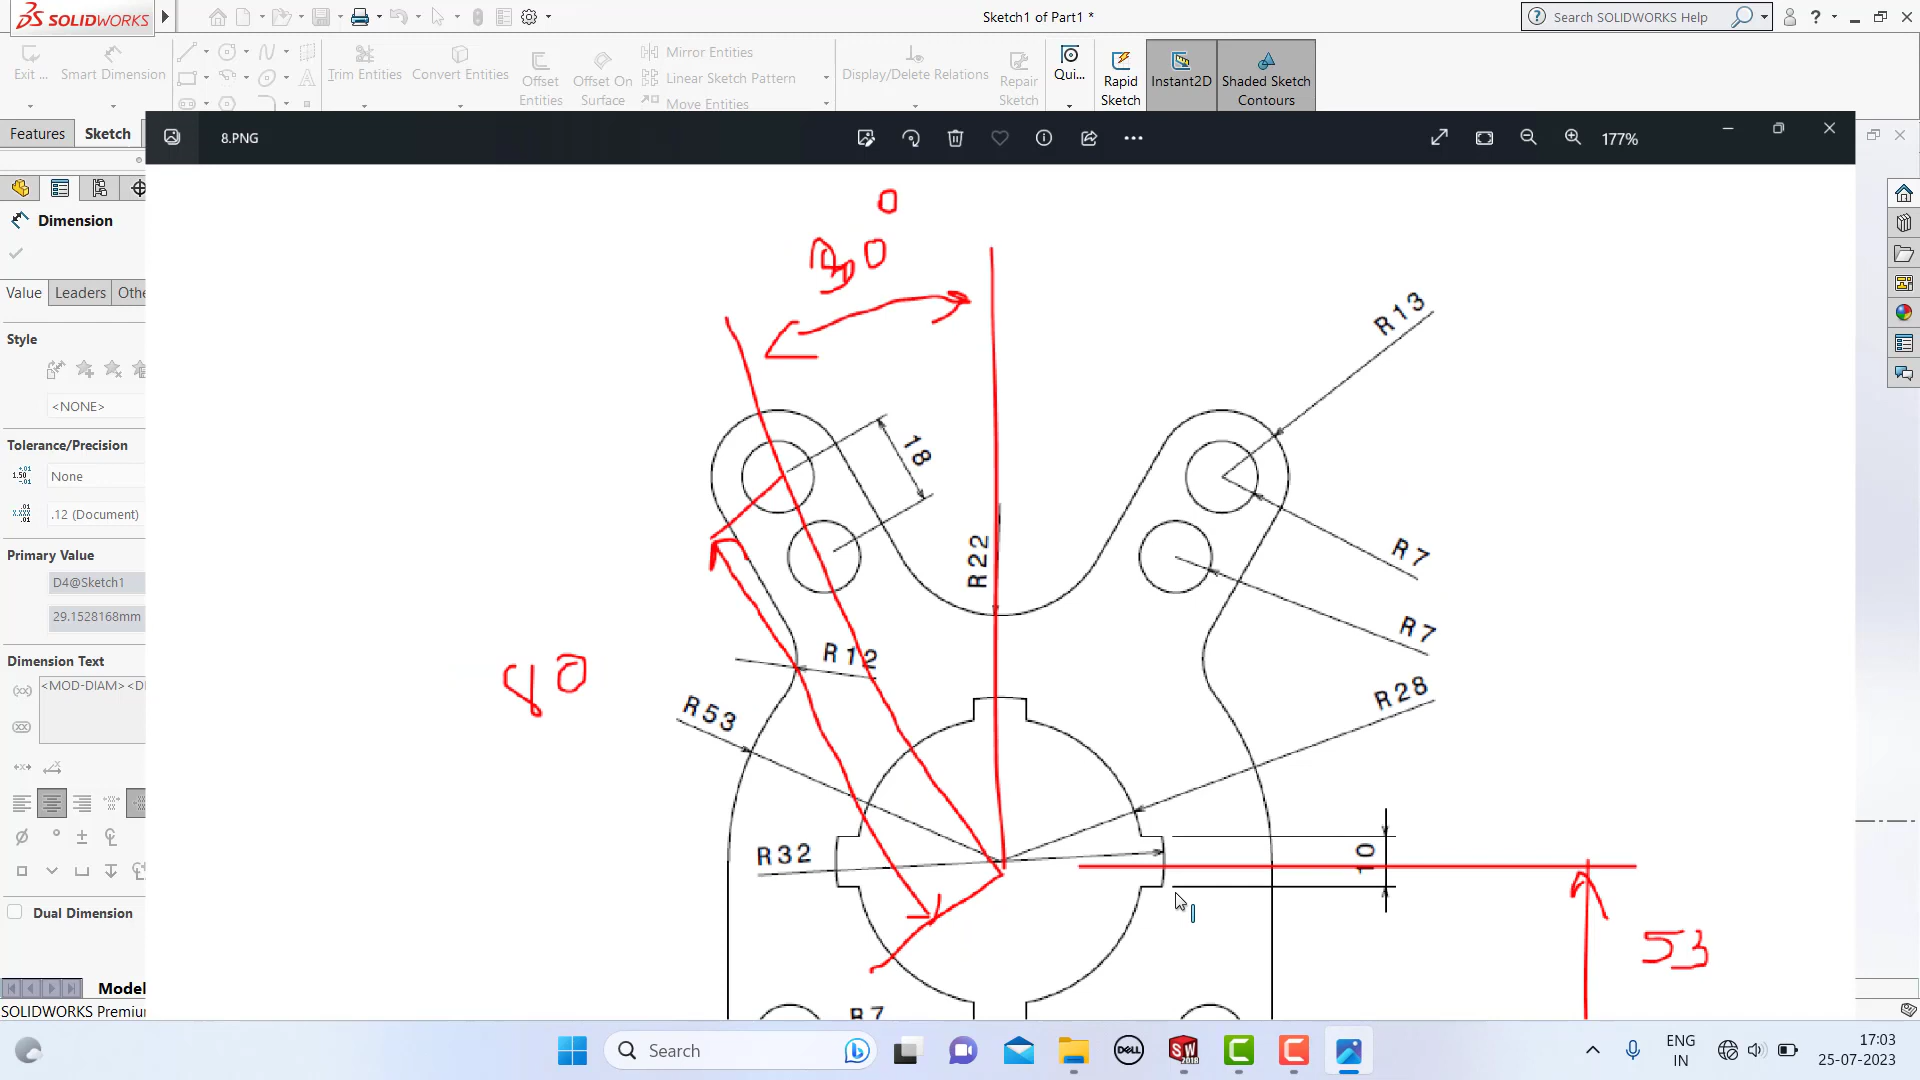 SOLIDWORKS
Sketch1 of Part1 *
Search SOLIDWORKS Help
Exit ...
Smart Dimension
Trim Entities
Convert Entities
Offset Entities
Offset On Surface
Mirror Entities
Linear Sketch Pattern
Move Entities
Display/Delete Relations
Repair Sketch
Qui...
Rapid Sketch
Instant2D
Shaded Sketch Contours
Features
Sketch
8.PNG
177%
Dimension
Value
Leaders
Othe
Style
<NONE>
Tolerance/Precision
None
.12 (Document)
Primary Value
D4@Sketch1
29.1528168mm
Dimension Text
<MOD-DIAM><DI
Dual Dimension
Model
SOLIDWORKS Premiu
30°
R13
18
R22
R7
R12
R7
80
R53
R28
R32
10
53
R7
Search
DELL
SW
2018
ENG
IN
17:03
25-07-2023